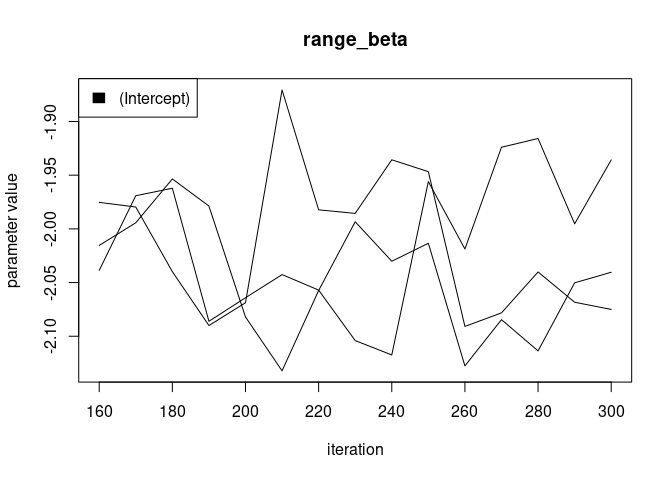 range_beta
(Intercept)
parameter value
-1.90
-1.95
-2.00
-2.05
-2.10
160 180 200 220 240 260 280 300
iteration